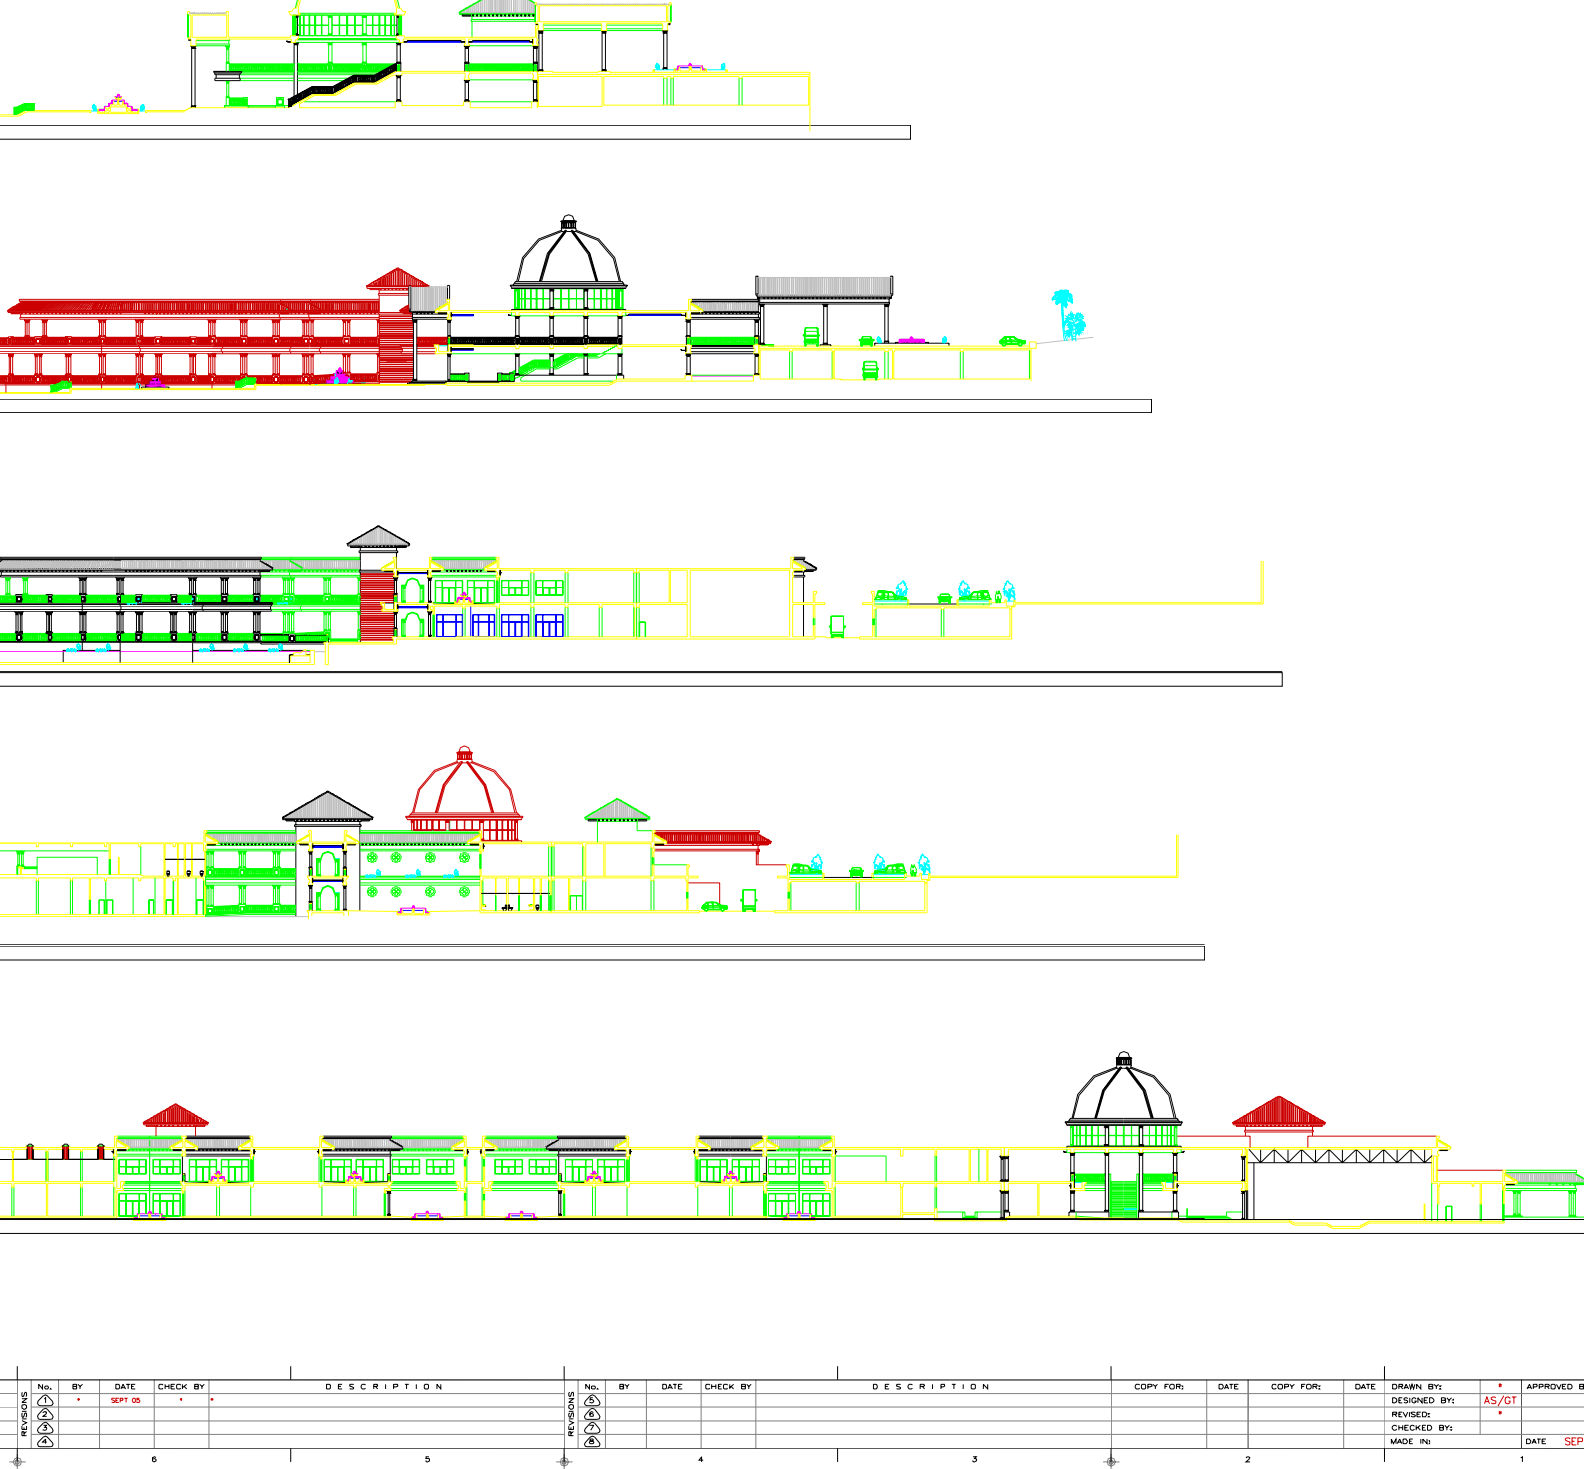 No. BY DATE CHECK BY DESCRIPTION No. BY DATE CHECK BY DESCRIPTION COPY FOR: DATE COPY FOR: DATE DRAWN BY: * APPROVED B
REVISIONS 1 * SEPT 05 * * REVISIONS 5 DESIGNED BY: AS/GT
2 6 REVISED: *
3 7 CHECKED BY:
4 8 MADE IN: DATE SEP
6 5 4 3 2 1